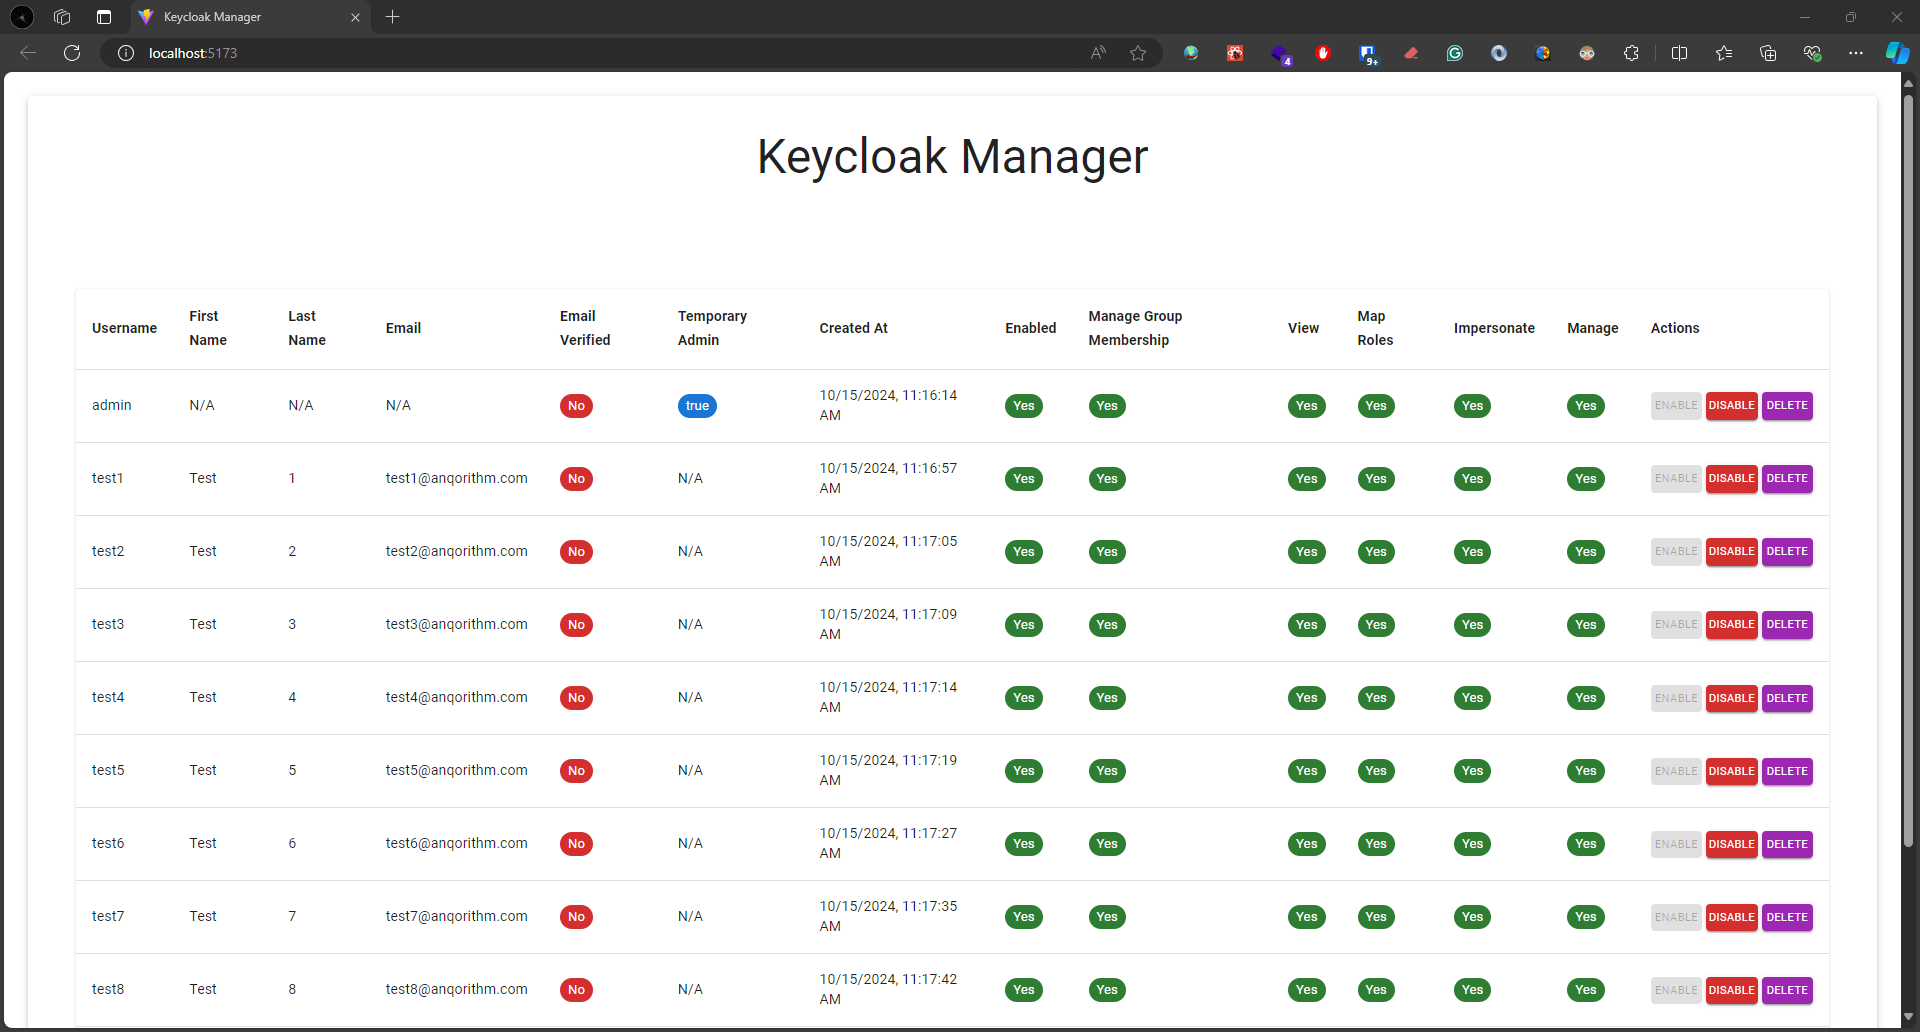 Keycloak Manager
localhost:5173
4
9+
Keycloak Manager
Username First Name Last Name Email Email Verified Temporary Admin Created At Enabled Manage Group Membership View Map Roles Impersonate Manage Actions
admin N/A N/A N/A No true 10/15/2024, 11:16:14 AM Yes Yes Yes Yes Yes Yes ENABLE DISABLE DELETE
test1 Test 1 test1@anqorithm.com No N/A 10/15/2024, 11:16:57 AM Yes Yes Yes Yes Yes Yes ENABLE DISABLE DELETE
test2 Test 2 test2@anqorithm.com No N/A 10/15/2024, 11:17:05 AM Yes Yes Yes Yes Yes Yes ENABLE DISABLE DELETE
test3 Test 3 test3@anqorithm.com No N/A 10/15/2024, 11:17:09 AM Yes Yes Yes Yes Yes Yes ENABLE DISABLE DELETE
test4 Test 4 test4@anqorithm.com No N/A 10/15/2024, 11:17:14 AM Yes Yes Yes Yes Yes Yes ENABLE DISABLE DELETE
test5 Test 5 test5@anqorithm.com No N/A 10/15/2024, 11:17:19 AM Yes Yes Yes Yes Yes Yes ENABLE DISABLE DELETE
test6 Test 6 test6@anqorithm.com No N/A 10/15/2024, 11:17:27 AM Yes Yes Yes Yes Yes Yes ENABLE DISABLE DELETE
test7 Test 7 test7@anqorithm.com No N/A 10/15/2024, 11:17:35 AM Yes Yes Yes Yes Yes Yes ENABLE DISABLE DELETE
test8 Test 8 test8@anqorithm.com No N/A 10/15/2024, 11:17:42 AM Yes Yes Yes Yes Yes Yes ENABLE DISABLE DELETE